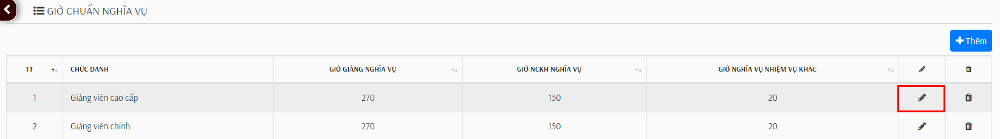 GIỜ CHUẨN NGHĨA VỤ
Thêm
TT CHỨC DANH GIỜ GIẢNG NGHĨA VỤ GIỜ NCKH NGHĨA VỤ GIỜ NGHĨA VỤ NHIỆM VỤ KHÁC
1 Giảng viên cao cấp 270 150 20
2 Giảng viên chính 270 150 20